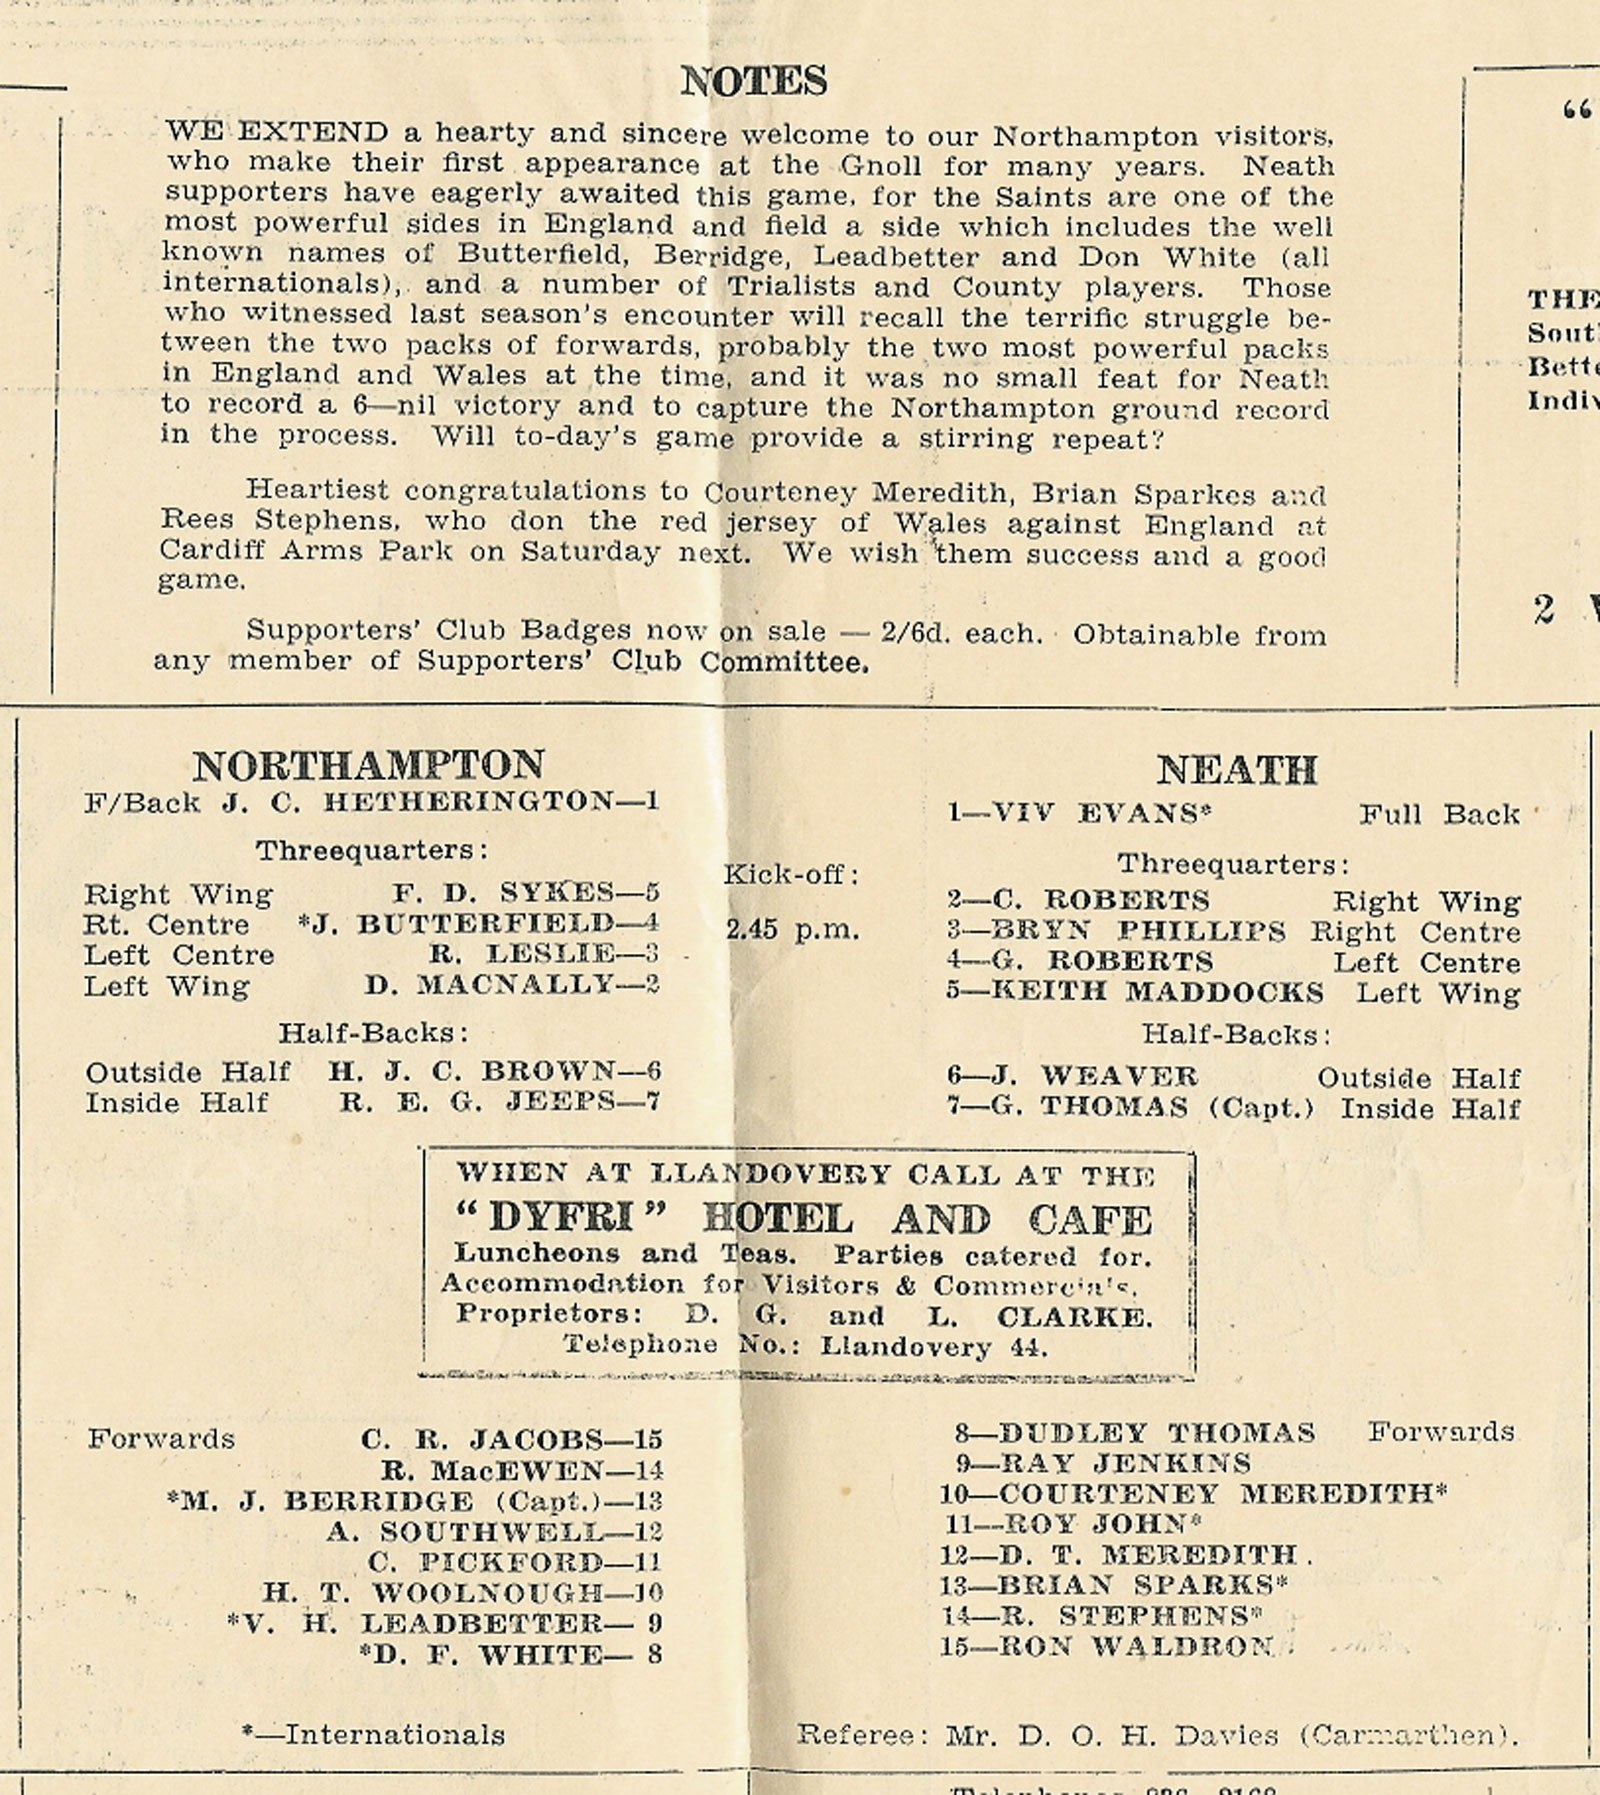 NOTES
WE EXTEND a hearty and sincere welcome to our Northampton visitors,
who make their first appearance at the Gnoll for many years. Neath
supporters have eagerly awaited this game, for the Saints are one of the
most powerful sides in England and field a side which includes the well
known names of Butterfield, Berridge, Leadbetter and Don White (all
internationals), and a number of Trialists and County players. Those
who witnessed last season's encounter will recall the terrific struggle be-
tween the two packs of forwards, probably the two most powerful packs
in England and Wales at the time, and it was no small feat for Neath
to record a 6—nil victory and to capture the Northampton ground record
in the process. Will to-day's game provide a stirring repeat?
Heartiest congratulations to Courteney Meredith, Brian Sparkes and
Rees Stephens, who don the red jersey of Wales against England at
Cardiff Arms Park on Saturday next. We wish them success and a good
game.
Supporters' Club Badges now on sale — 2/6d. each. Obtainable from
any member of Supporters' Club Committee.
“
THE
2
NORTHAMPTON
F/Back J. C. HETHERINGTON—1
Threequarters:
Right Wing F. D. SYKES—5
Rt. Centre *J. BUTTERFIELD—4
Left Centre R. LESLIE—3
Left Wing D. MACNALLY—2
Half-Backs:
Outside Half H. J. C. BROWN—6
Inside Half R. E. G. JEEPS—7
Kick-off:
2.45 p.m.
NEATH
1—VIV EVANS* Full Back
Threequarters:
2—C. ROBERTS Right Wing
3—BRYN PHILLIPS Right Centre
4—G. ROBERTS Left Centre
5—KEITH MADDOCKS Left Wing
Half-Backs:
6—J. WEAVER Outside Half
7—G. THOMAS (Capt.) Inside Half
WHEN AT LLANDOVERY CALL AT THE
“DYFRI” HOTEL AND CAFE
Luncheons and Teas. Parties catered for.
Accommodation for Visitors & Commercials.
Proprietors: D. G. and L. CLARKE.
Telephone No.: Llandovery 44.
Forwards C. R. JACOBS—15
R. MacEWEN—14
*M. J. BERRIDGE (Capt.)—13
A. SOUTHWELL—12
C. PICKFORD—11
H. T. WOOLNOUGH—10
*V. H. LEADBETTER— 9
*D. F. WHITE— 8
*—Internationals
8—DUDLEY THOMAS Forwards
9—RAY JENKINS
10—COURTENEY MEREDITH*
11—ROY JOHN*
12—D. T. MEREDITH.
13—BRIAN SPARKS*
14—R. STEPHENS*
15—RON WALDRON
Referee: Mr. D. O. H. Davies (Carmarthen).